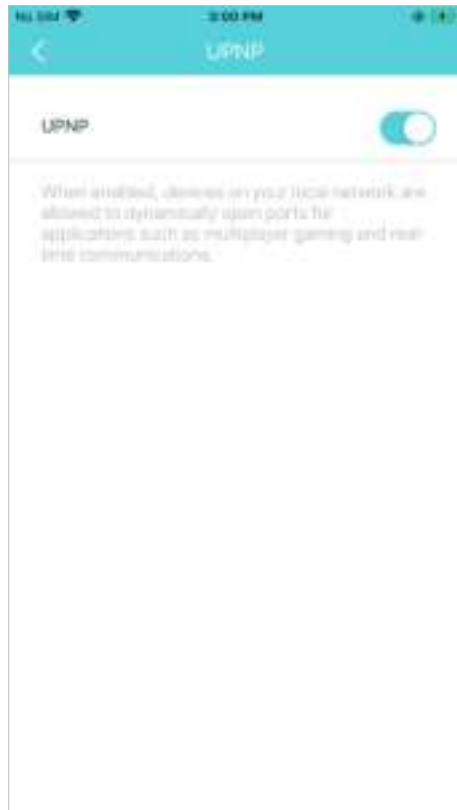 No SIM 3:00 PM
UPNP
UPNP
When enabled, devices on your local network are
allowed to dynamically open ports for
applications such as multiplayer gaming and real-
time communications.